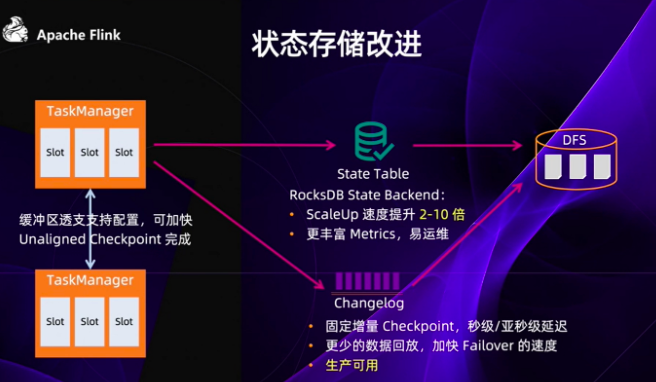 Apache Flink
状态存储改进
TaskManager
Slot Slot Slot
缓冲区透支支持配置，可加快
Unaligned Checkpoint 完成
TaskManager
Slot Slot Slot
State Table
RocksDB State Backend：
• ScaleUp 速度提升 2-10 倍
• 更丰富 Metrics，易运维
DFS
Changelog
• 固定增量 Checkpoint，秒级/亚秒级延迟
• 更少的数据回放，加快 Failover 的速度
• 生产可用